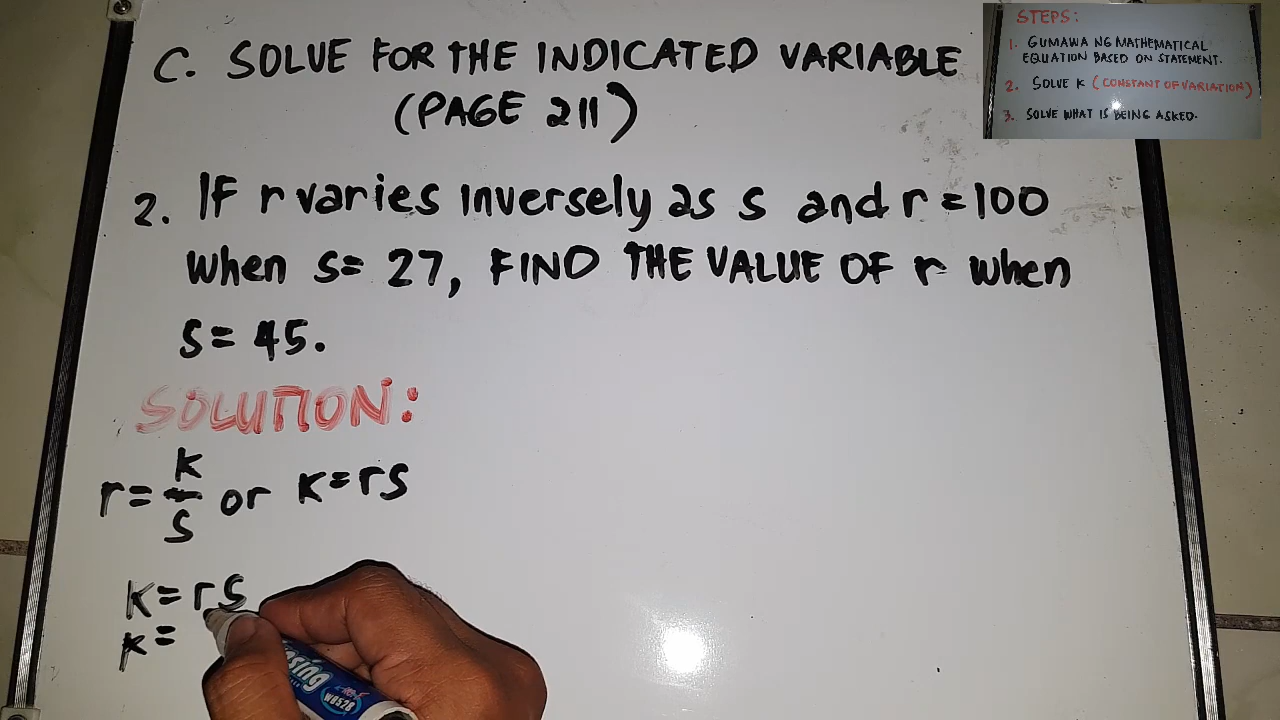 C. SOLVE FOR THE INDICATED VARIABLE
(PAGE 211)
STEPS:
1. GUMAWA NG MATHEMATICAL
EQUATION BASED ON STATEMENT.
2. SOLVE K (CONSTANT OF VARIATION)
3. SOLVE WHAT IS BEING ASKED.
2. IF r varies inversely as s and r = 100
when s = 27, FIND THE VALUE OF r when
s = 45.
SOLUTION:
r = k/s or k = rs
k = rs
k =
WB528